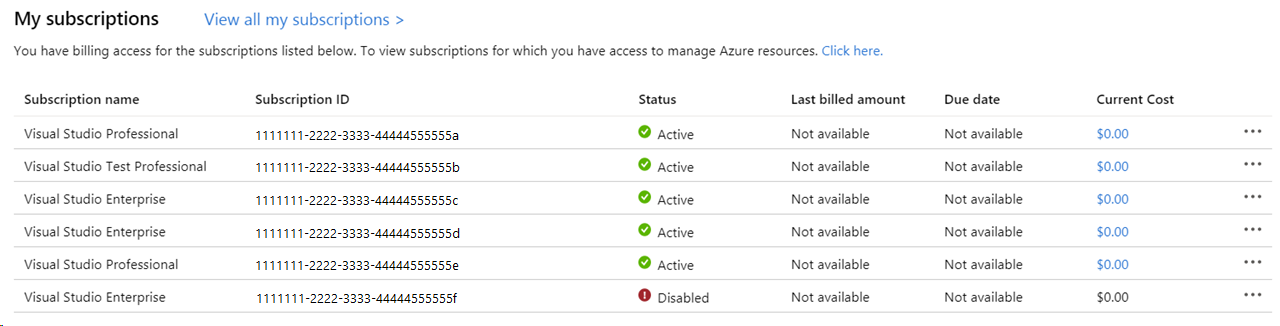 My subscriptions View all my subscriptions >
You have billing access for the subscriptions listed below. To view subscriptions for which you have access to manage Azure resources. Click here.
Subscription name Subscription ID Status Last billed amount Due date Current Cost
Visual Studio Professional 1111111-2222-3333-44444555555a Active Not available Not available $0.00 ...
Visual Studio Test Professional 1111111-2222-3333-44444555555b Active Not available Not available $0.00 ...
Visual Studio Enterprise 1111111-2222-3333-44444555555c Active Not available Not available $0.00 ...
Visual Studio Enterprise 1111111-2222-3333-44444555555d Active Not available Not available $0.00 ...
Visual Studio Professional 1111111-2222-3333-44444555555e Active Not available Not available $0.00 ...
Visual Studio Enterprise 1111111-2222-3333-44444555555f Disabled Not available Not available $0.00 ...